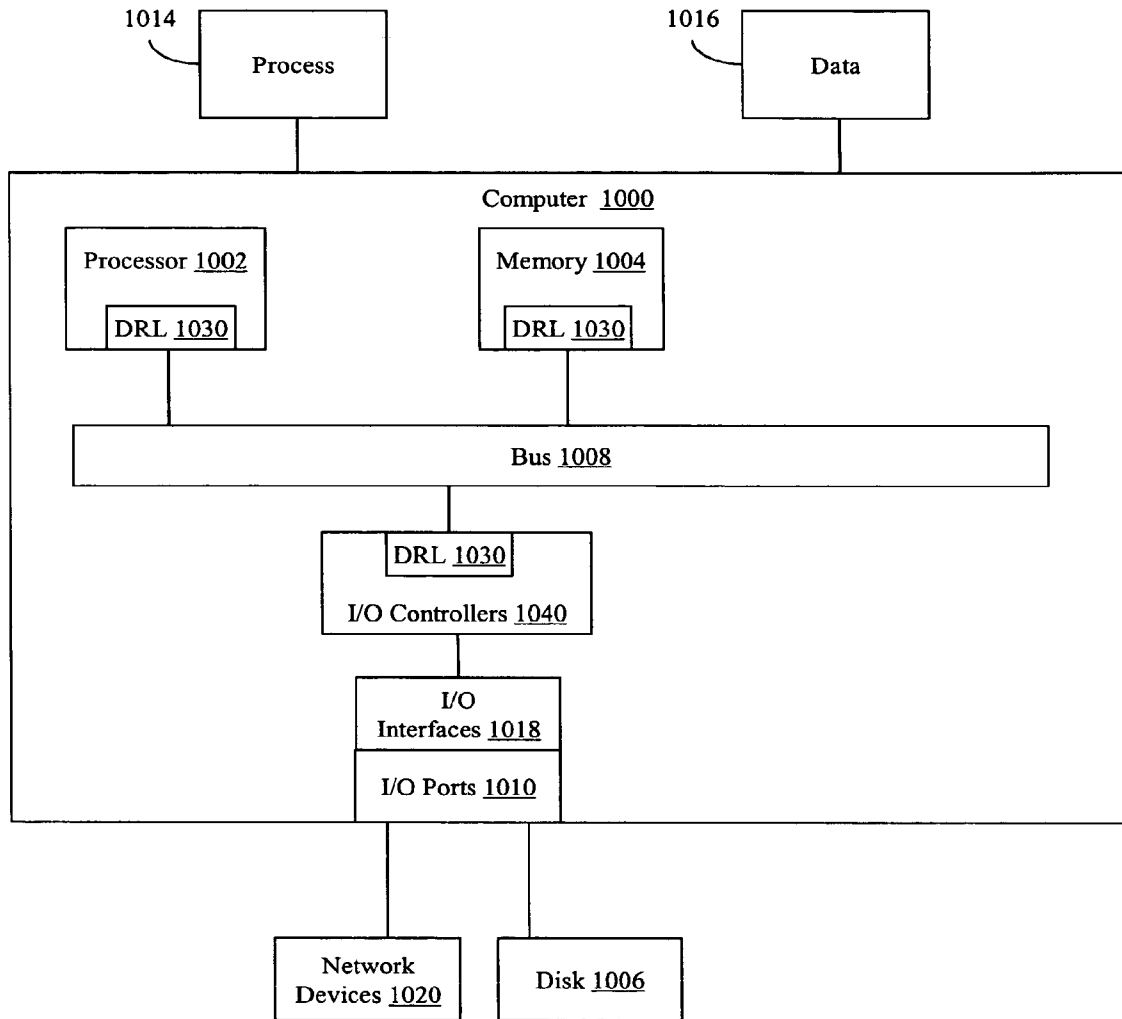 1014
Process
1016
Data
Computer 1000
Processor 1002
DRL 1030
Memory 1004
DRL 1030
Bus 1008
DRL 1030
I/O Controllers 1040
I/O
Interfaces 1018
I/O Ports 1010
Network
Devices 1020
Disk 1006